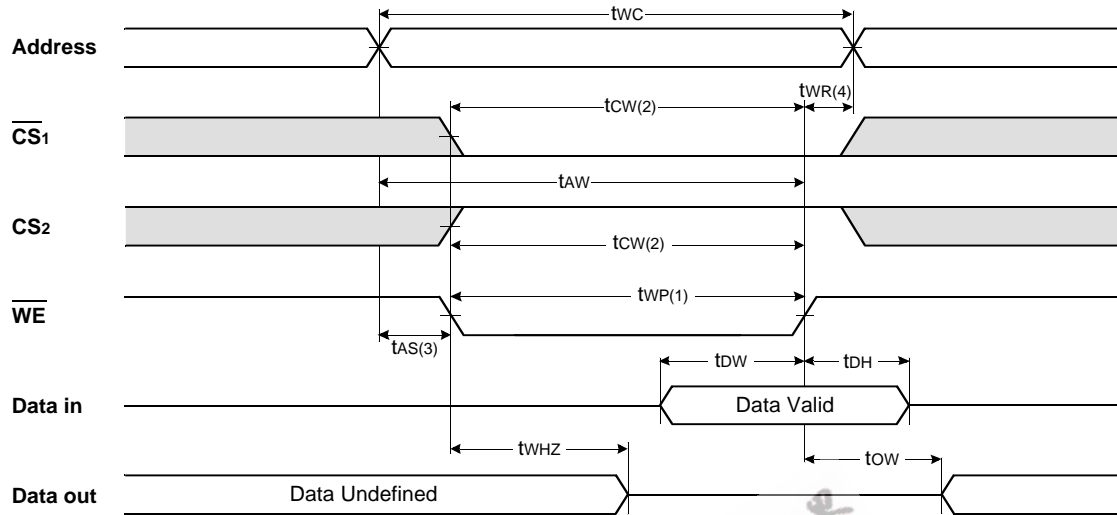 tWC
Address
tCW(2)
tWR(4)
CS1
tAW
CS2
tCW(2)
tWP(1)
WE
tAS(3)
tDW
tDH
Data in
Data Valid
tWHZ
tOW
Data out
Data Undefined